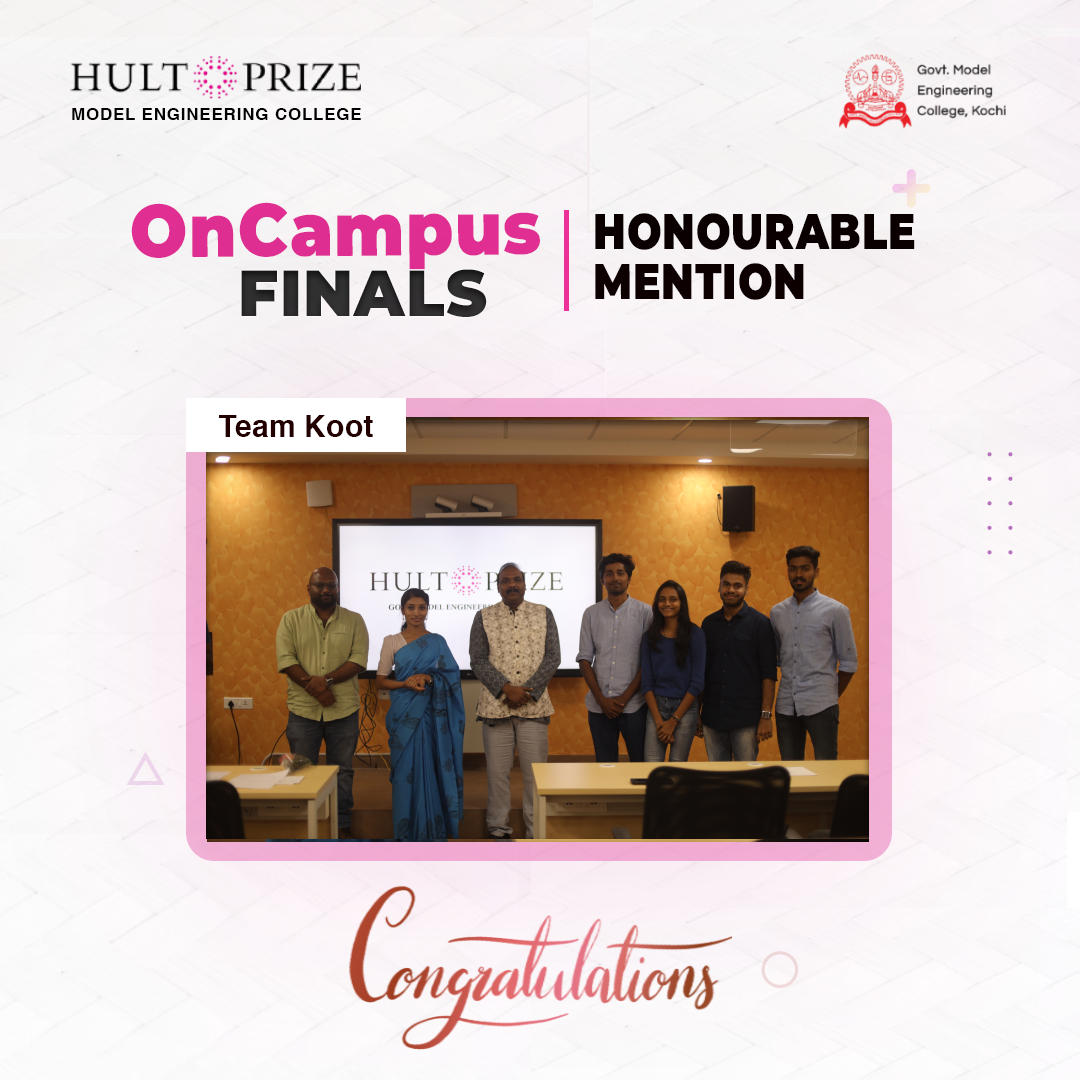 HULT PRIZE
MODEL ENGINEERING COLLEGE
Govt. Model
Engineering
College, Kochi
OnCampus
FINALS
HONOURABLE
MENTION
Team Koot
HULT PRIZE
Congratulations